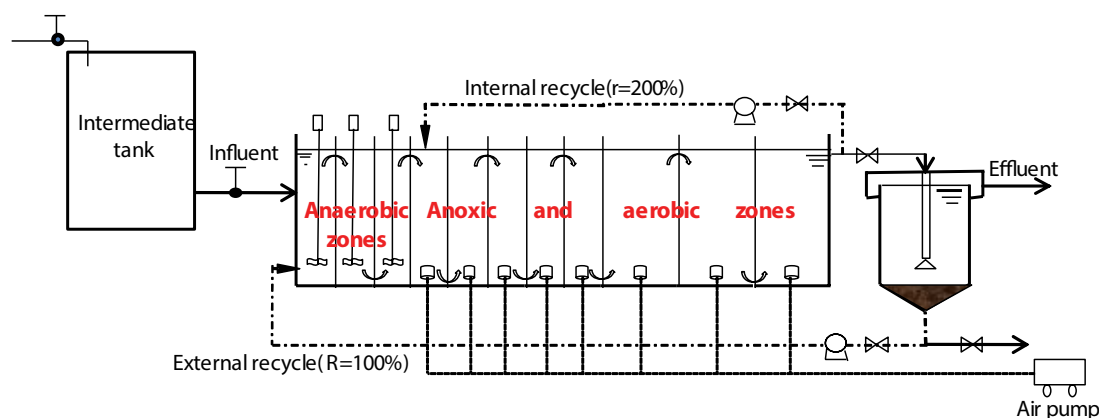 Internal recycle(r=200%)
Intermediate
tank
Influent
Effluent
Anaerobic Anoxic and aerobic zones
zones
External recycle( R=100%)
Air pump